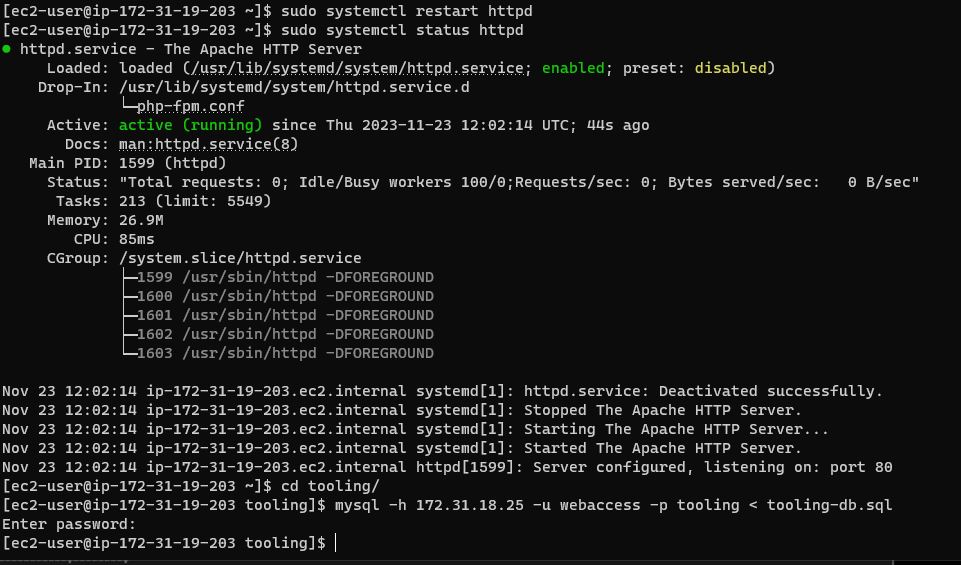 [ec2-user@ip-172-31-19-203 ~]$ sudo systemctl restart httpd
[ec2-user@ip-172-31-19-203 ~]$ sudo systemctl status httpd
● httpd.service - The Apache HTTP Server
     Loaded: loaded (/usr/lib/systemd/system/httpd.service; enabled; preset: disabled)
    Drop-In: /usr/lib/systemd/system/httpd.service.d
             └─php-fpm.conf
     Active: active (running) since Thu 2023-11-23 12:02:14 UTC; 44s ago
       Docs: man:httpd.service(8)
   Main PID: 1599 (httpd)
     Status: "Total requests: 0; Idle/Busy workers 100/0;Requests/sec: 0; Bytes served/sec:   0 B/sec"
      Tasks: 213 (limit: 5549)
     Memory: 26.9M
        CPU: 85ms
     CGroup: /system.slice/httpd.service
             ├─1599 /usr/sbin/httpd -DFOREGROUND
             ├─1600 /usr/sbin/httpd -DFOREGROUND
             ├─1601 /usr/sbin/httpd -DFOREGROUND
             ├─1602 /usr/sbin/httpd -DFOREGROUND
             └─1603 /usr/sbin/httpd -DFOREGROUND
Nov 23 12:02:14 ip-172-31-19-203.ec2.internal systemd[1]: httpd.service: Deactivated successfully.
Nov 23 12:02:14 ip-172-31-19-203.ec2.internal systemd[1]: Stopped The Apache HTTP Server.
Nov 23 12:02:14 ip-172-31-19-203.ec2.internal systemd[1]: Starting The Apache HTTP Server...
Nov 23 12:02:14 ip-172-31-19-203.ec2.internal systemd[1]: Started The Apache HTTP Server.
Nov 23 12:02:14 ip-172-31-19-203.ec2.internal httpd[1599]: Server configured, listening on: port 80
[ec2-user@ip-172-31-19-203 ~]$ cd tooling/
[ec2-user@ip-172-31-19-203 tooling]$ mysql -h 172.31.18.25 -u webaccess -p tooling < tooling-db.sql
Enter password:
[ec2-user@ip-172-31-19-203 tooling]$